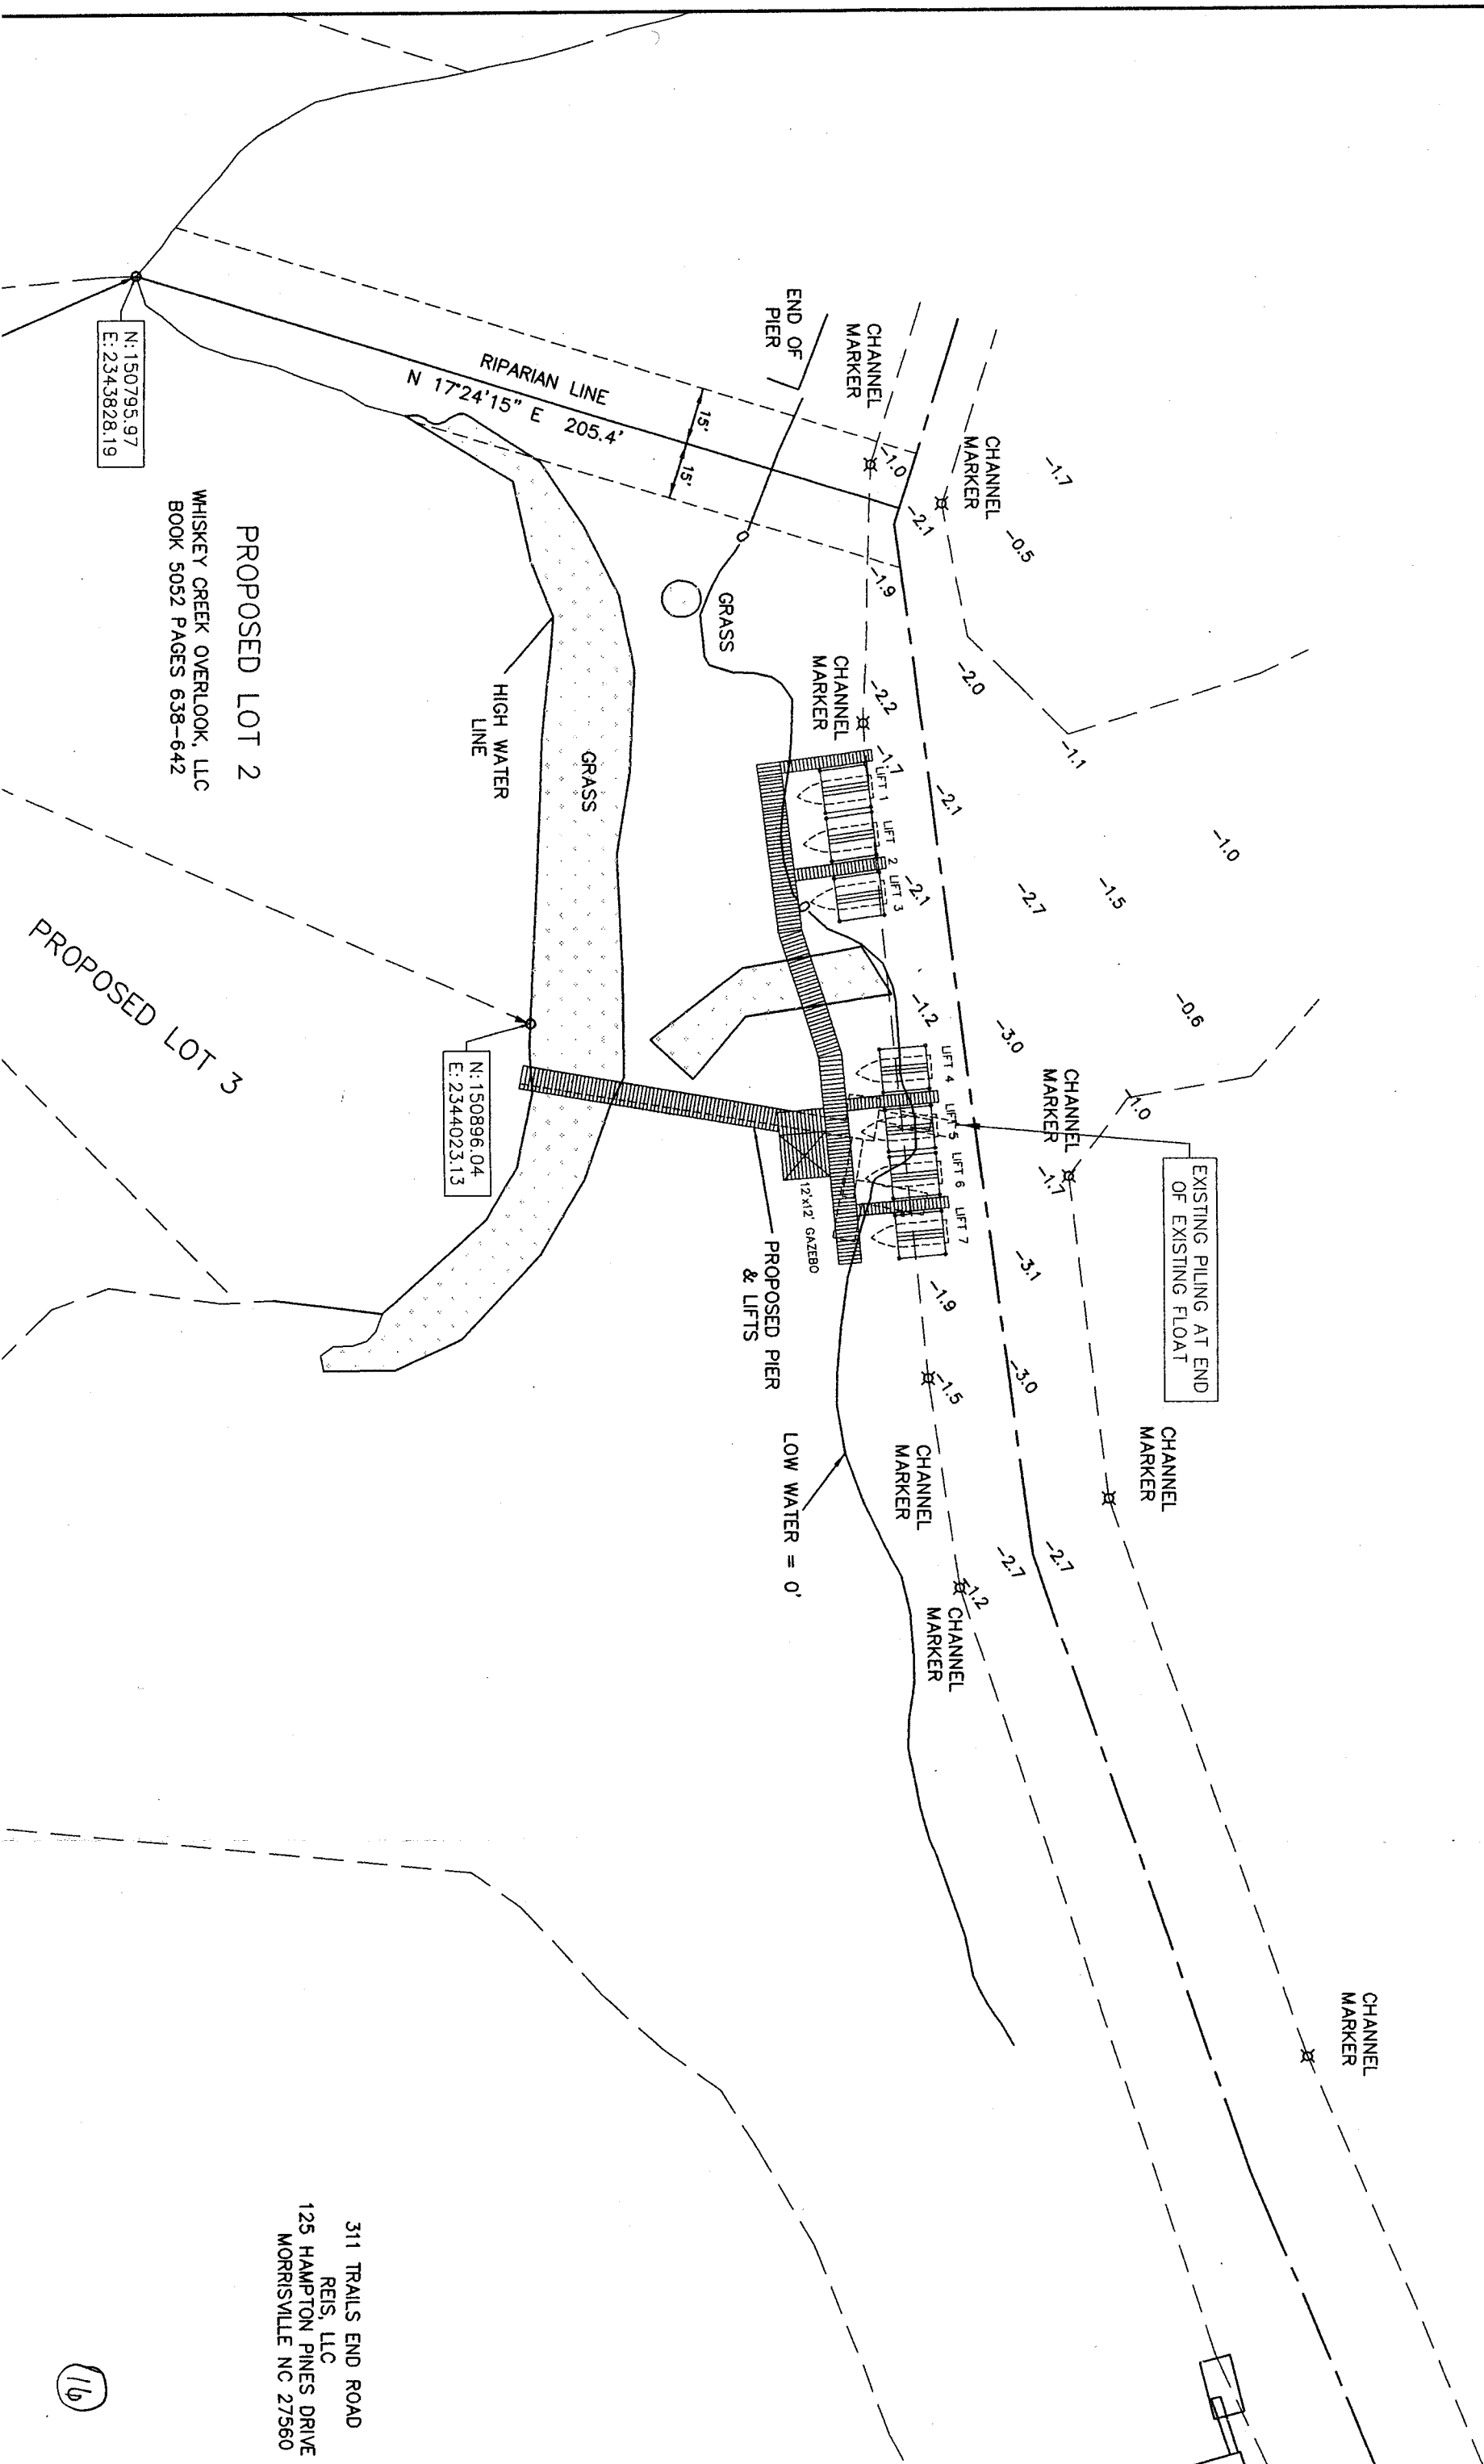 CHANNEL
MARKER
CHANNEL
MARKER
CHANNEL
MARKER
CHANNEL
MARKER
CHANNEL
MARKER
CHANNEL
MARKER
CHANNEL
MARKER
CHANNEL
MARKER
-1.7
-0.5
-1.0
-2.1
-1.9
-2.0
-1.1
-2.2
-1.7
-2.1
-1.0
-1.5
-2.7
-2.1
-0.6
-3.0
-1.2
-1.0
-1.7
-3.1
-1.9
-3.0
-1.5
-2.7
-2.7
-1.2
END OF
PIER
RIPARIAN LINE
N 17°24'15" E 205.4'
15'
15'
0
GRASS
LIFT 1
LIFT 2
LIFT 3
0
LIFT 4
LIFT 5
LIFT 6
LIFT 7
EXISTING PILING AT END
OF EXISTING FLOAT
12'x12' GAZEBO
PROPOSED PIER
& LIFTS
LOW WATER = 0'
GRASS
HIGH WATER
LINE
N:150795.97
E:2343828.19
N:150896.04
E: 2344023.13
PROPOSED LOT 2
WHISKEY CREEK OVERLOOK, LLC
BOOK 5052 PAGES 638-642
PROPOSED LOT 3
311 TRAILS END ROAD
REIS, LLC
125 HAMPTON PINES DRIVE
MORRISVILLE NC 27560
16